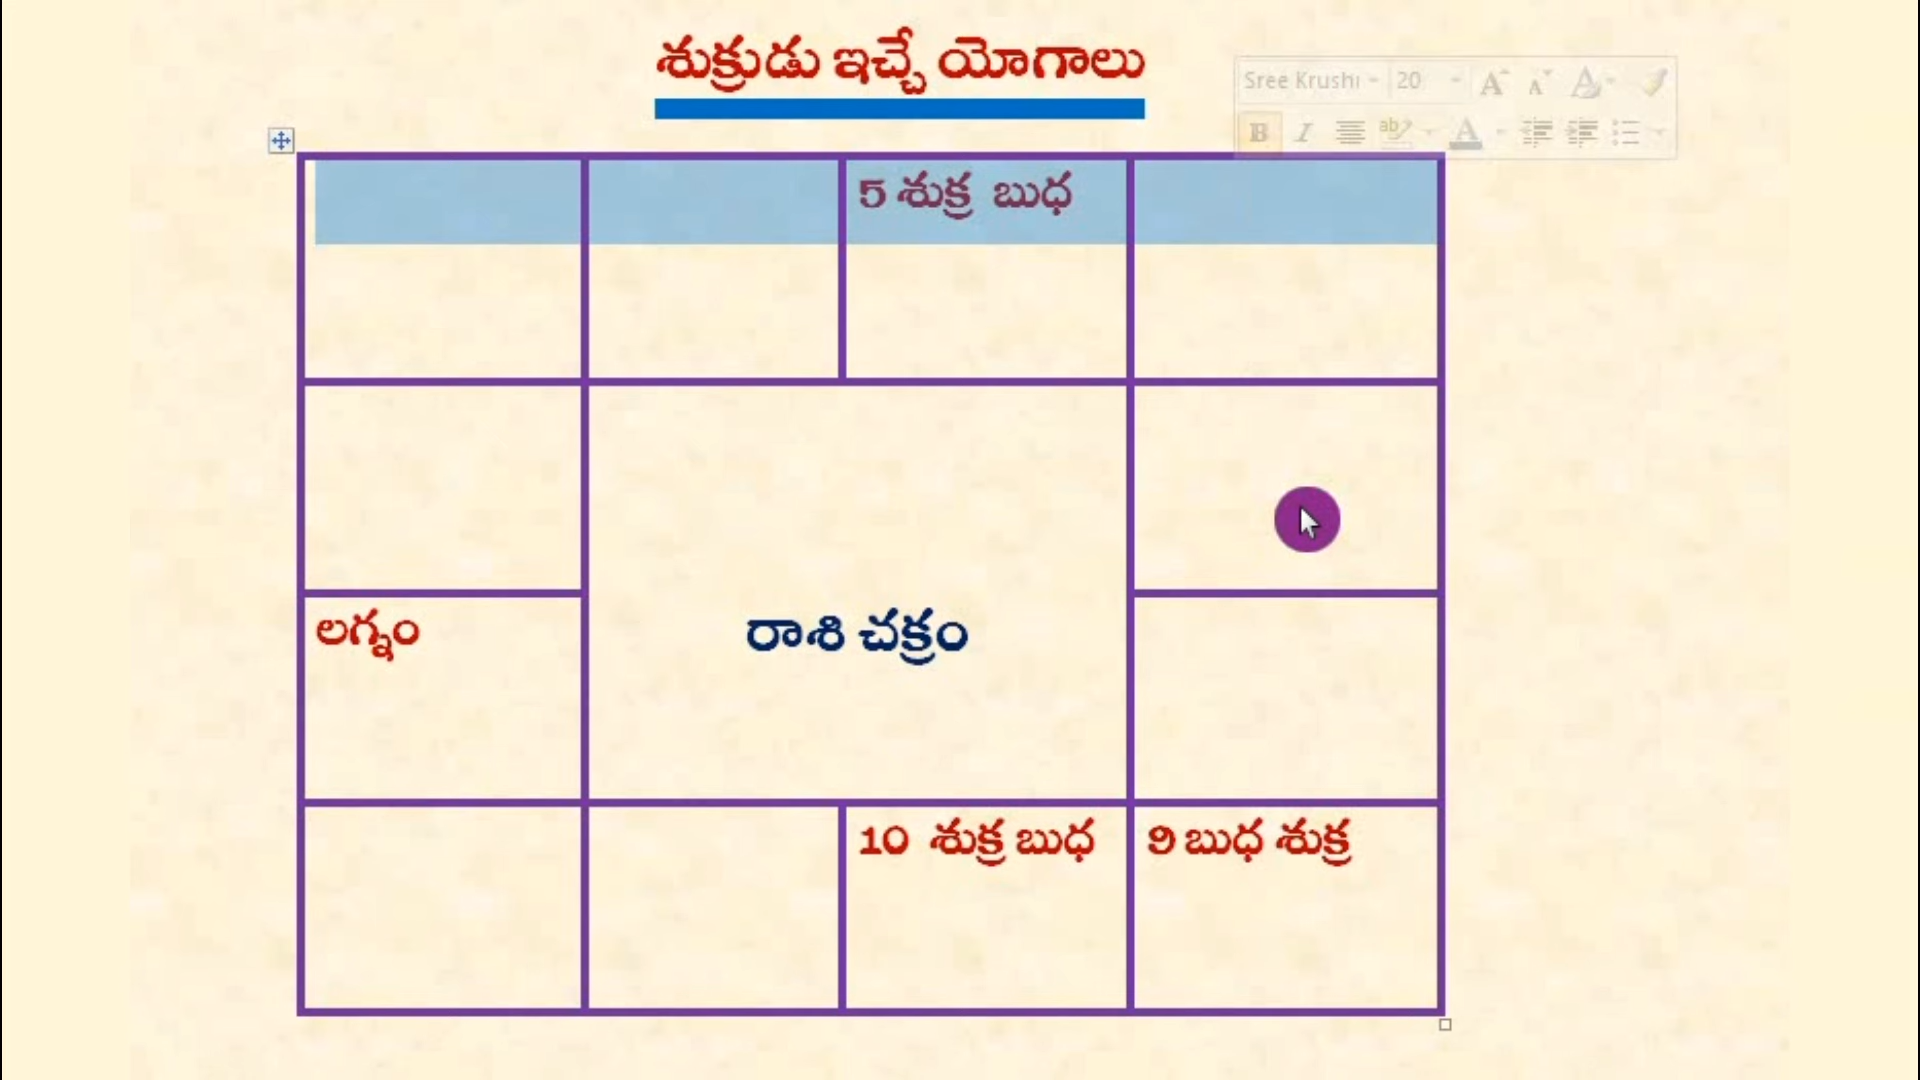 శుక్రుడు ఇచ్చే యోగాలు
Sree Krushi 20
5 శుక్ర బుధ
లగ్నం
రాశి చక్రం
10 శుక్ర బుధ
9 బుధ శుక్ర